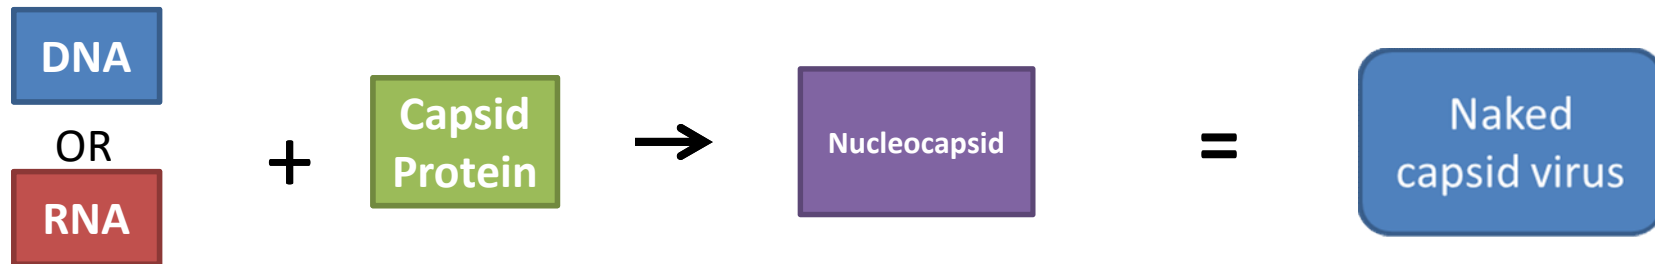 DNA
OR
RNA
+
Capsid
Protein
Nucleocapsid
=
Naked
capsid virus